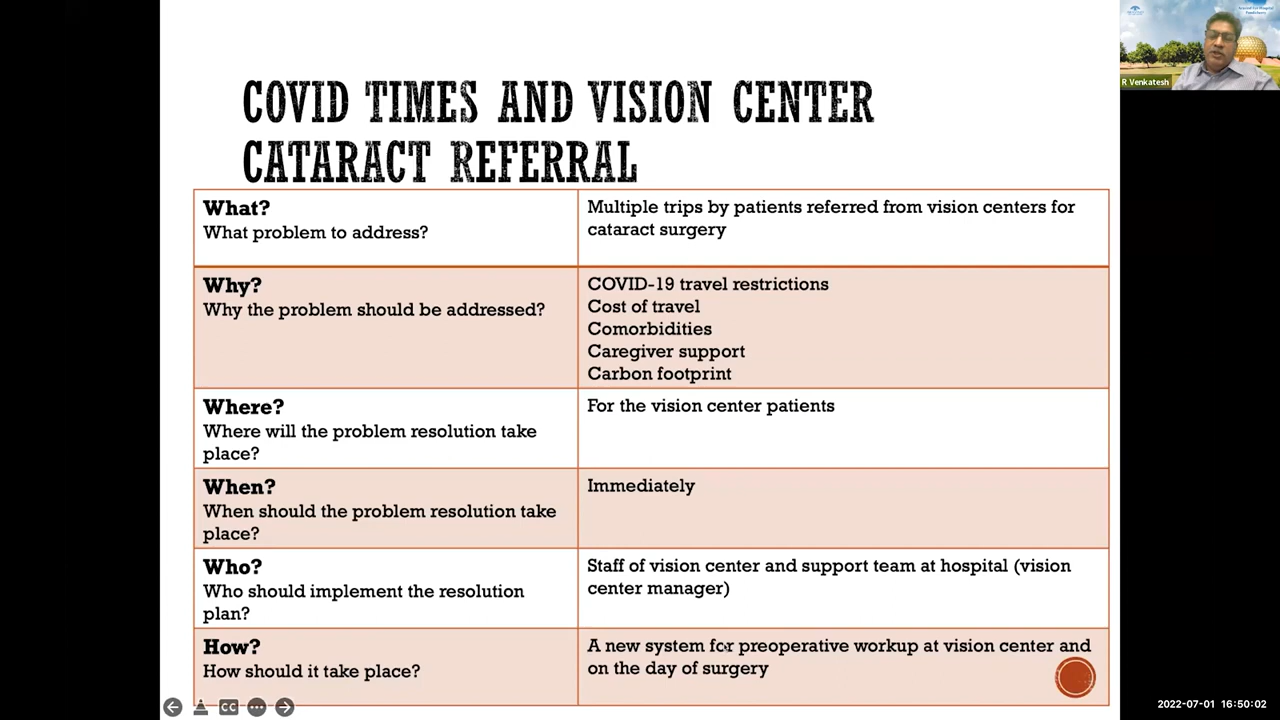 COVID TIMES AND VISION CENTER
CATARACT REFERRAL
What?
What problem to address?
Multiple trips by patients referred from vision centers for
cataract surgery
Why?
Why the problem should be addressed?
COVID-19 travel restrictions
Cost of travel
Comorbidities
Caregiver support
Carbon footprint
Where?
Where will the problem resolution take
place?
For the vision center patients
When?
When should the problem resolution take
place?
Immediately
Who?
Who should implement the resolution
plan?
Staff of vision center and support team at hospital (vision
center manager)
How?
How should it take place?
A new system for preoperative workup at vision center and
on the day of surgery
R Venkatesh
CC
2022-07-01 16:50:02